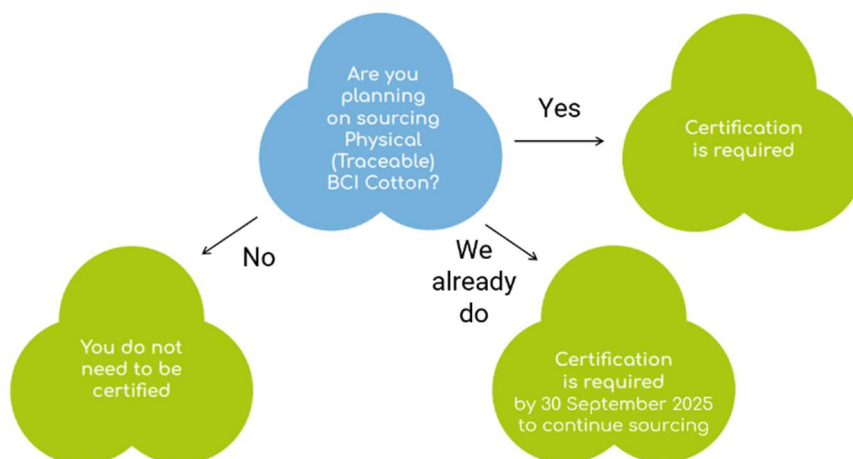 Are you
planning
on sourcing
Physical
(Traceable)
BCI Cotton?
Yes
Certification
is required
No
We
already
do
You do not
need to be
certified
Certification
is required
by 30 September 2025
to continue sourcing